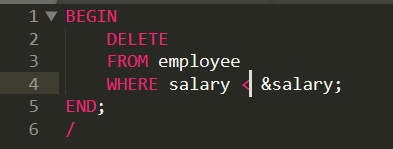 1 BEGIN
2 DELETE
3 FROM employee
4 WHERE salary < &salary;
5 END;
6 /